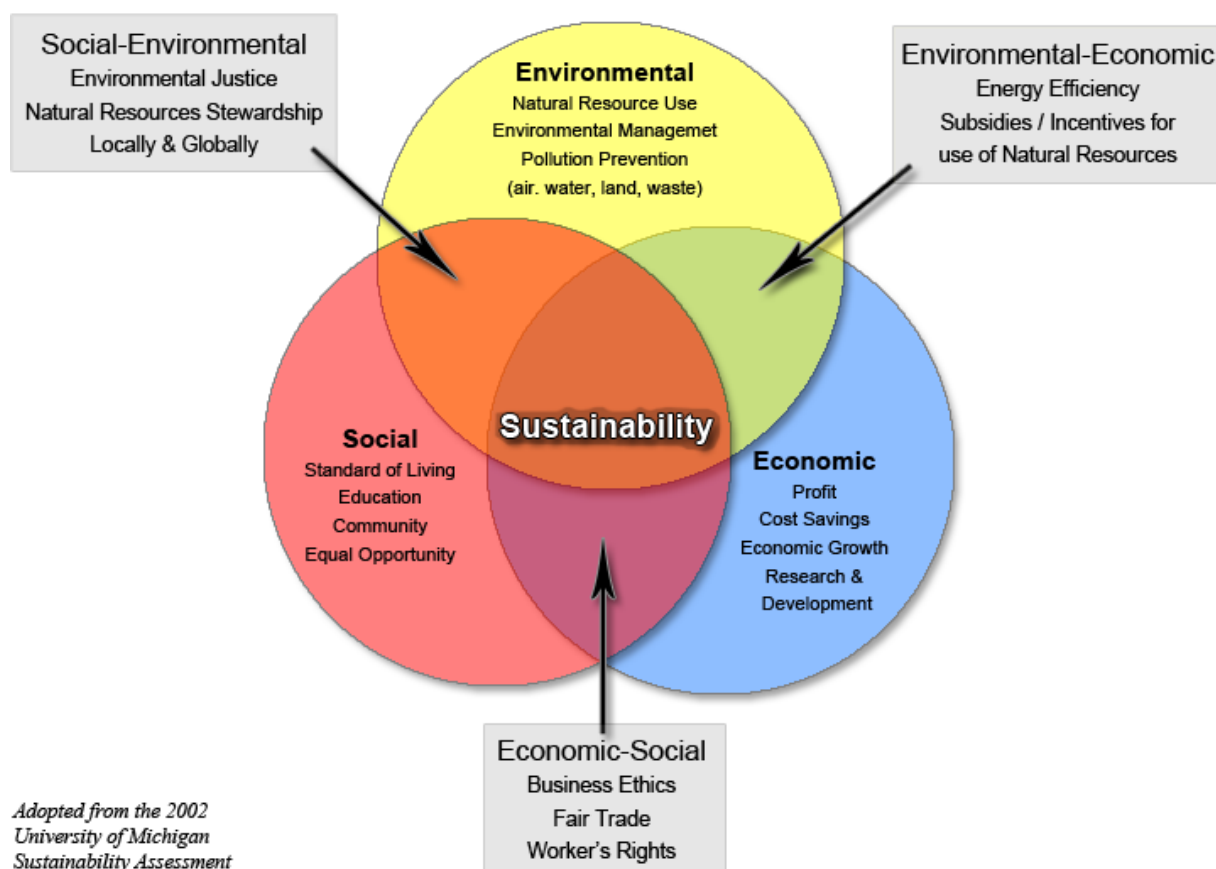 Social-Environmental
Environmental Justice
Natural Resources Stewardship
Locally & Globally
Environmental
Natural Resource Use
Environmental Managemet
Pollution Prevention
(air. water, land, waste)
Environmental-Economic
Energy Efficiency
Subsidies / Incentives for
use of Natural Resources
Sustainability
Social
Standard of Living
Education
Community
Equal Opportunity
Economic
Profit
Cost Savings
Economic Growth
Research &
Development
Economic-Social
Business Ethics
Fair Trade
Worker's Rights
Adopted from the 2002
University of Michigan
Sustainability Assessment